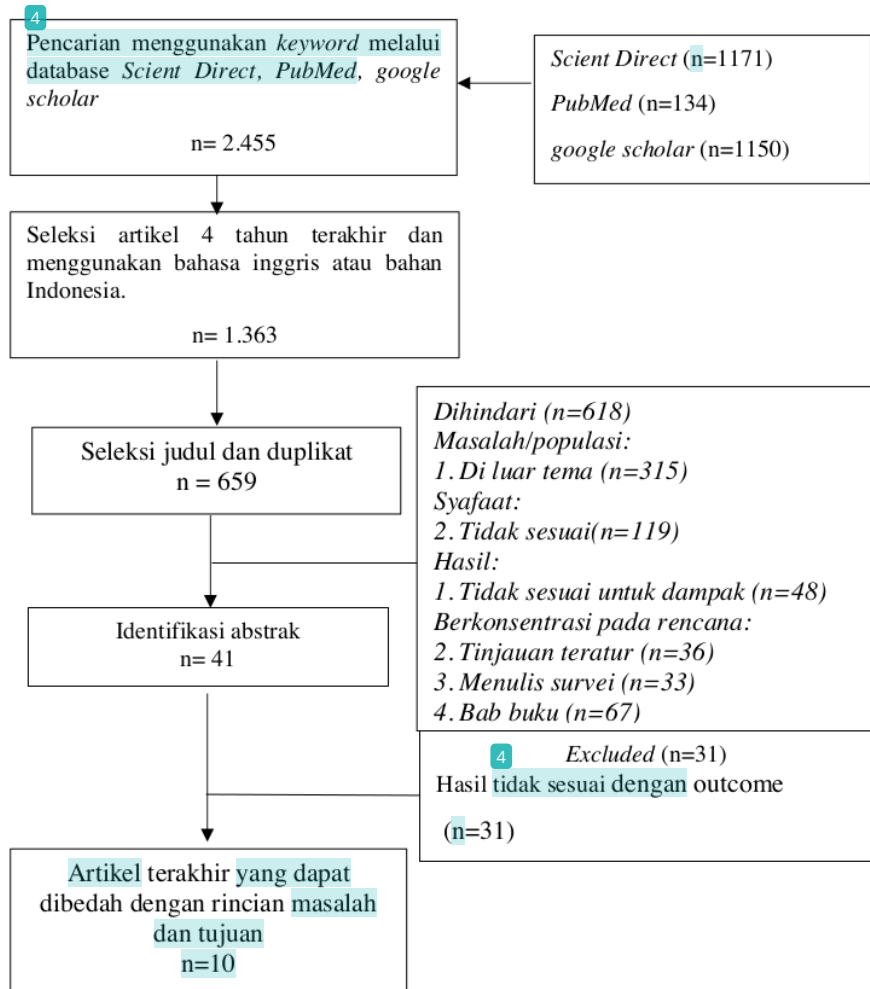 4
Pencarian menggunakan keyword melalui
database Scient Direct, PubMed, google
scholar
n= 2.455
Scient Direct (n=1171)
PubMed (n=134)
google scholar (n=1150)
Seleksi artikel 4 tahun terakhir dan
menggunakan bahasa inggris atau bahan
Indonesia.
n= 1.363
Seleksi judul dan duplikat
n = 659
Dihindari (n=618)
Masalah/populasi:
1. Di luar tema (n=315)
Syafaat:
2. Tidak sesuai(n=119)
Hasil:
1. Tidak sesuai untuk dampak (n=48)
Berkonsentrasi pada rencana:
2. Tinjauan teratur (n=36)
3. Menulis survei (n=33)
4. Bab buku (n=67)
Identifikasi abstrak
n= 41
4
Excluded (n=31)
Hasil tidak sesuai dengan outcome
(n=31)
Artikel terakhir yang dapat
dibedah dengan rincian masalah
dan tujuan
n=10